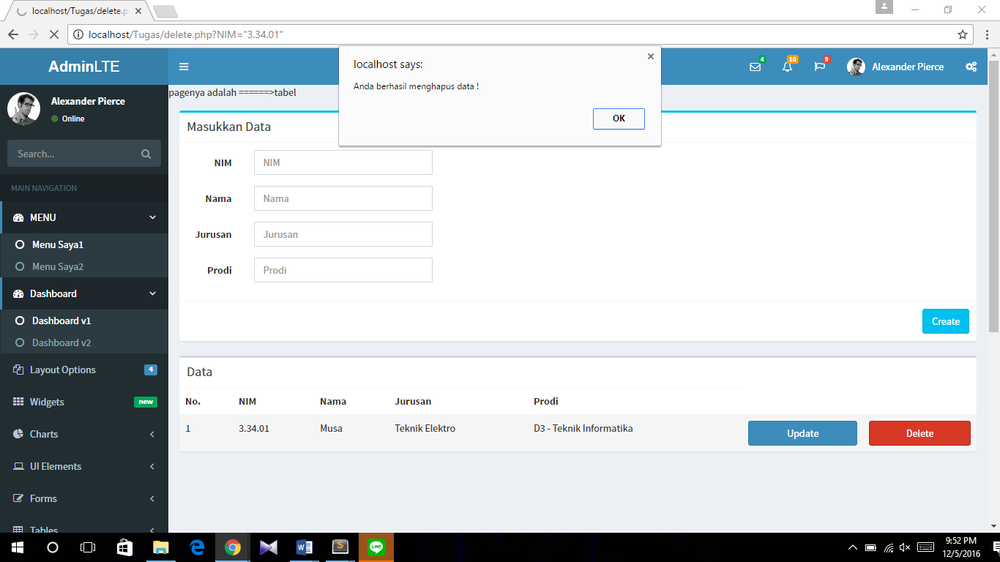 localhost/Tugas/delete.p
localhost/Tugas/delete.php?NIM="3.34.01"
AdminLTE
4
10
9
Alexander Pierce
localhost says:
Anda berhasil menghapus data !
OK
Alexander Pierce
Online
Search...
MAIN NAVIGATION
MENU
Menu Saya1
Menu Saya2
Dashboard
Dashboard v1
Dashboard v2
Layout Options 4
Widgets new
Charts
UI Elements
Forms
Tables
pagenya adalah ======>tabel
Masukkan Data
NIM NIM
Nama Nama
Jurusan Jurusan
Prodi Prodi
Create
Data
No. NIM Nama Jurusan Prodi
1 3.34.01 Musa Teknik Elektro D3 - Teknik Informatika Update Delete
LINE
9:52 PM
12/5/2016